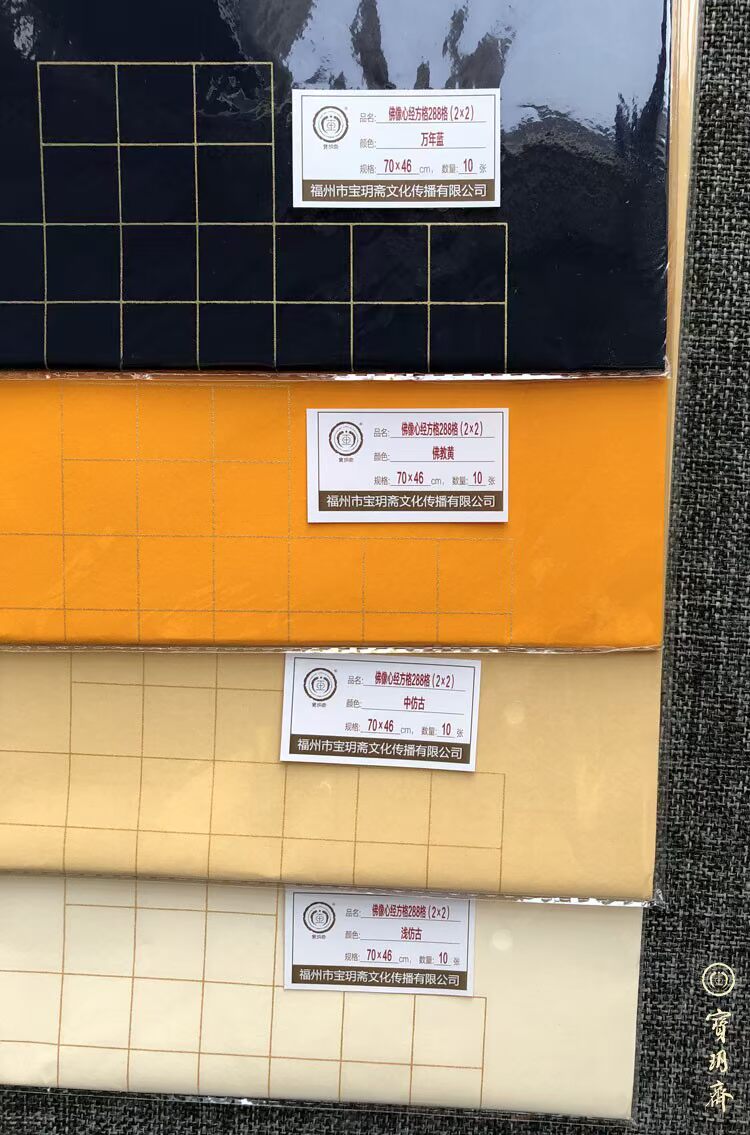 品名: 佛像心经方格288格(2×2)
颜色: 万年蓝
规格: 70×46 cm, 数量: 10 张
福州市宝玥斋文化传播有限公司
品名: 佛像心经方格288格(2×2)
颜色: 佛教黄
规格: 70×46 cm, 数量: 10 张
福州市宝玥斋文化传播有限公司
品名: 佛像心经方格288格(2×2)
颜色: 中仿古
规格: 70×46 cm, 数量: 10 张
福州市宝玥斋文化传播有限公司
品名: 佛像心经方格288格(2×2)
颜色: 浅仿古
规格: 70×46 cm, 数量: 10 张
福州市宝玥斋文化传播有限公司
寶玥齋